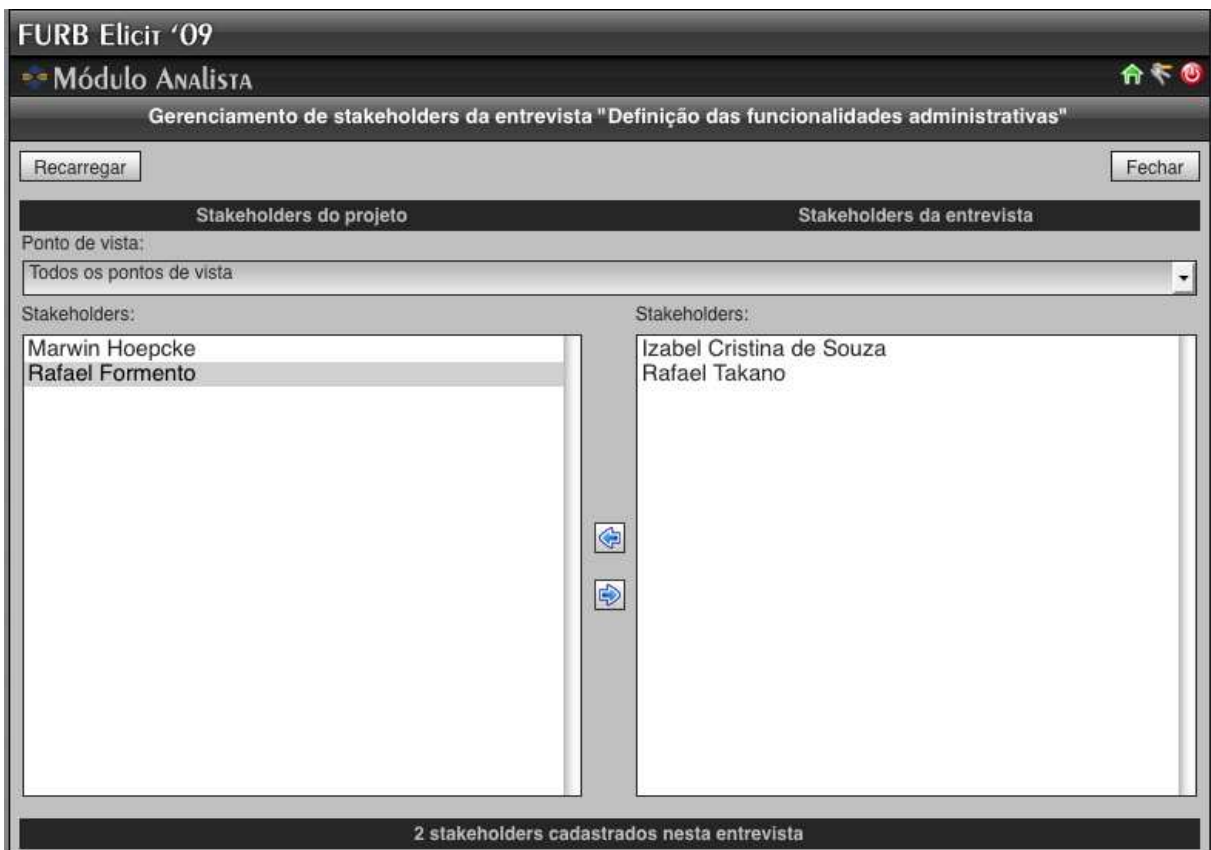 FURB Elicit '09
Módulo Analista
Gerenciamento de stakeholders da entrevista "Definição das funcionalidades administrativas"
Recarregar
Fechar
Stakeholders do projeto
Stakeholders da entrevista
Ponto de vista:
Todos os pontos de vista
Stakeholders:
Stakeholders:
Marwin Hoepcke
Rafael Formento
Izabel Cristina de Souza
Rafael Takano
2 stakeholders cadastrados nesta entrevista